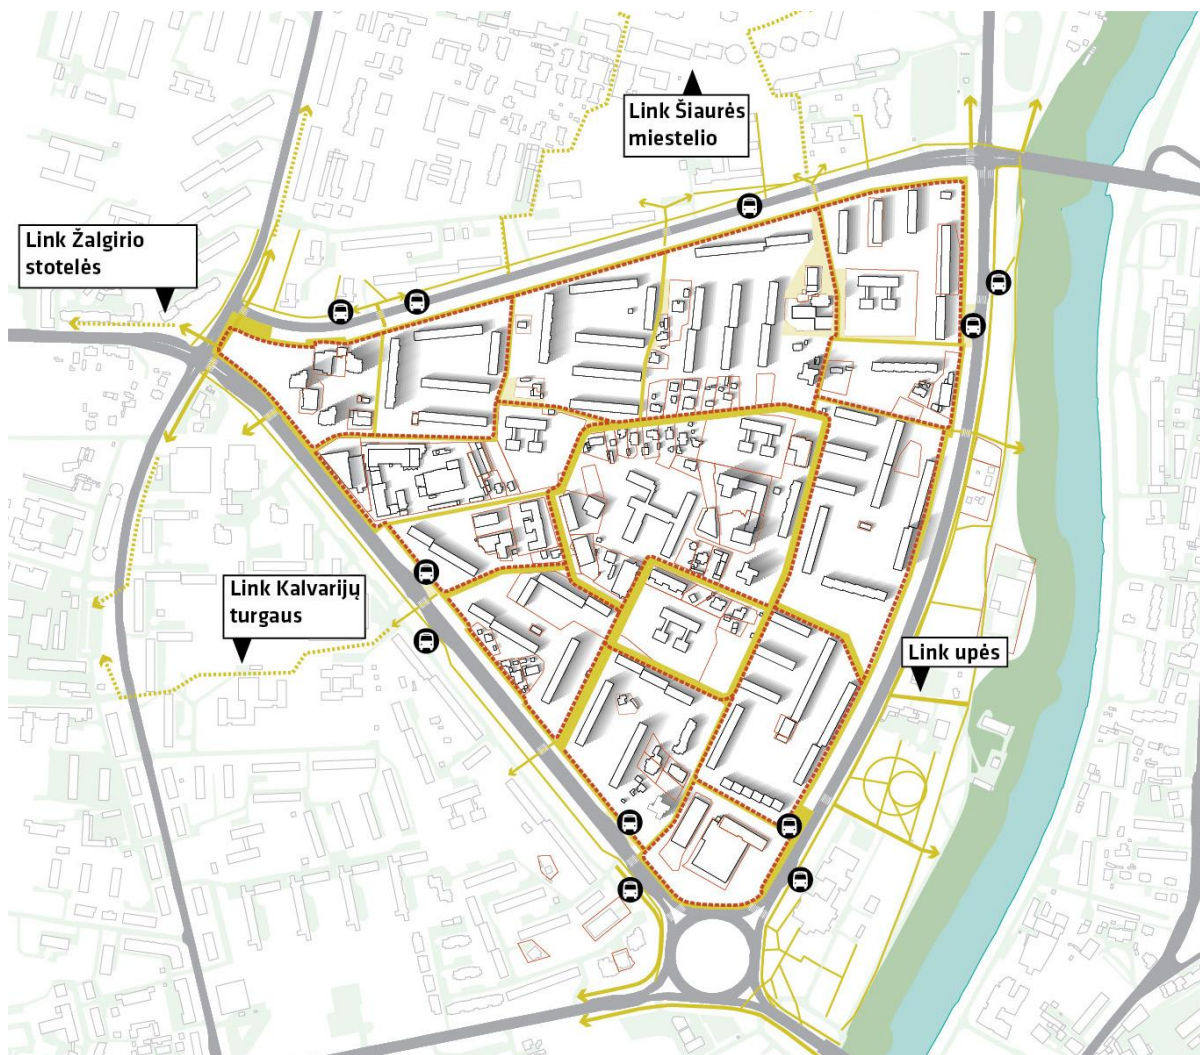 Link Šiaurės
miestelio
Link Žalgirio
stotelės
Link Kalvarijų
turgaus
Link upės